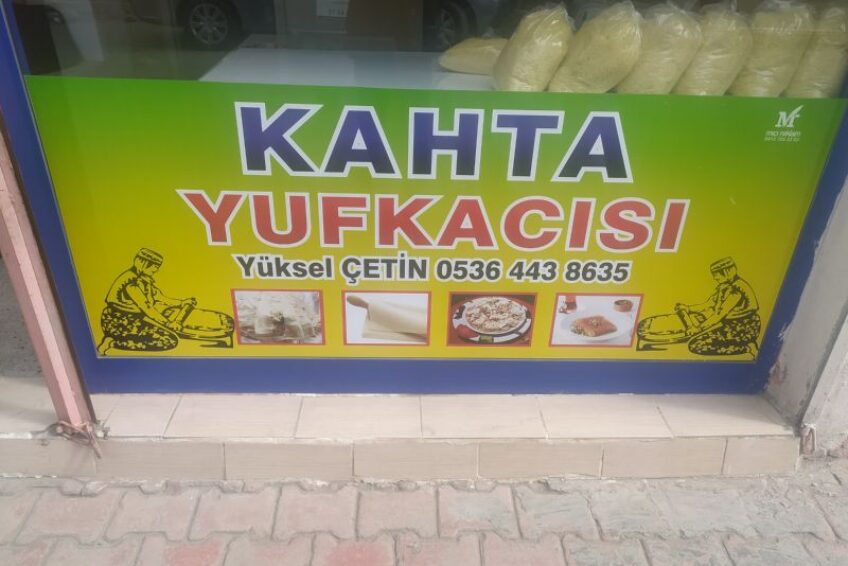 KAHTA
YUFKACISI
Yüksel ÇETİN 0536 443 8635
M